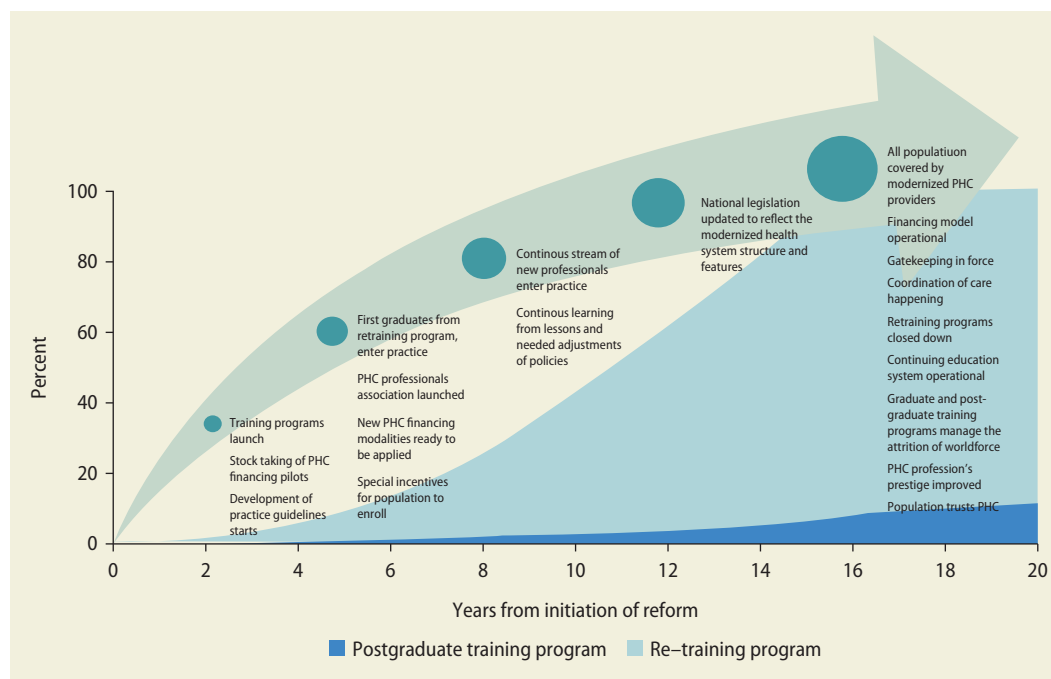 All populatiuon
covered by
modernized PHC
providers
Financing model
operational
Gatekeeping in force
Coordination of care
happening
Retraining programs
closed down
Continuing education
system operational
Graduate and post-
graduate training
programs manage the
attrition of worldforce
PHC profession's
prestige improved
Population trusts PHC
National legislation
updated to reflect the
modernized health
system structure and
features
Continous stream of
new professionals
enter practice
Continous learning
from lessons and
needed adjustments
of policies
First graduates from
retraining program,
enter practice
PHC professionals
association launched
New PHC financing
modalities ready to
be applied
Special incentives
for population to
enroll
Training programs
launch
Stock taking of PHC
financing pilots
Development of
practice guidelines
starts
Percent
100
80
60
40
20
0
0 2 4 6 8 10 12 14 16 18 20
Years from initiation of reform
Postgraduate training program Re–training program